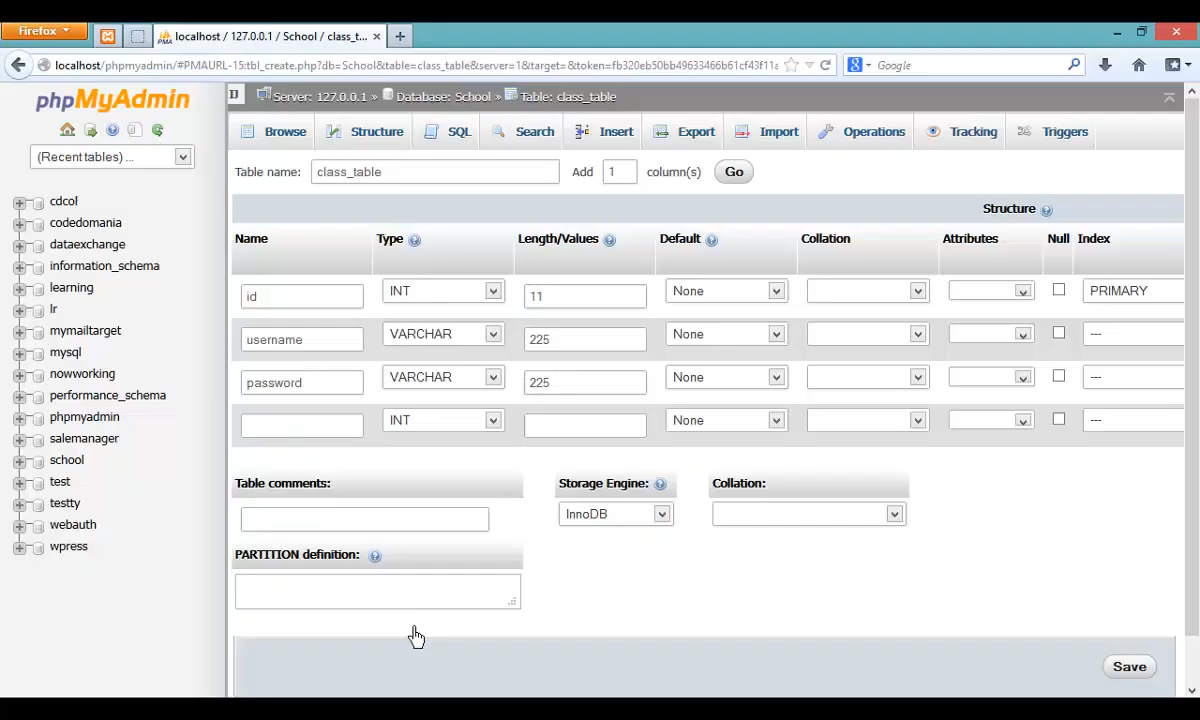 Firefox
localhost / 127.0.0.1 / School / class_t...
localhost/phpmyadmin/#PMAURL-15:tbl_create.php?db=School&table=class_table&server=1&target=&token=fb320eb50bb49633466b61cf43f11a
Google
phpMyAdmin
(Recent tables) ...
cdcol
codedomania
dataexchange
information_schema
learning
lr
mymailtarget
mysql
nowworking
performance_schema
phpmyadmin
salemanager
school
test
testty
webauth
wpress
Server: 127.0.0.1 » Database: School » Table: class_table
Browse Structure SQL Search Insert Export Import Operations Tracking Triggers
Table name: class_table Add 1 column(s) Go
Structure
Name Type Length/Values Default Collation Attributes Null Index
id INT 11 None PRIMARY
username VARCHAR 225 None ---
password VARCHAR 225 None ---
INT None ---
Table comments: Storage Engine: Collation:
InnoDB
PARTITION definition:
Save